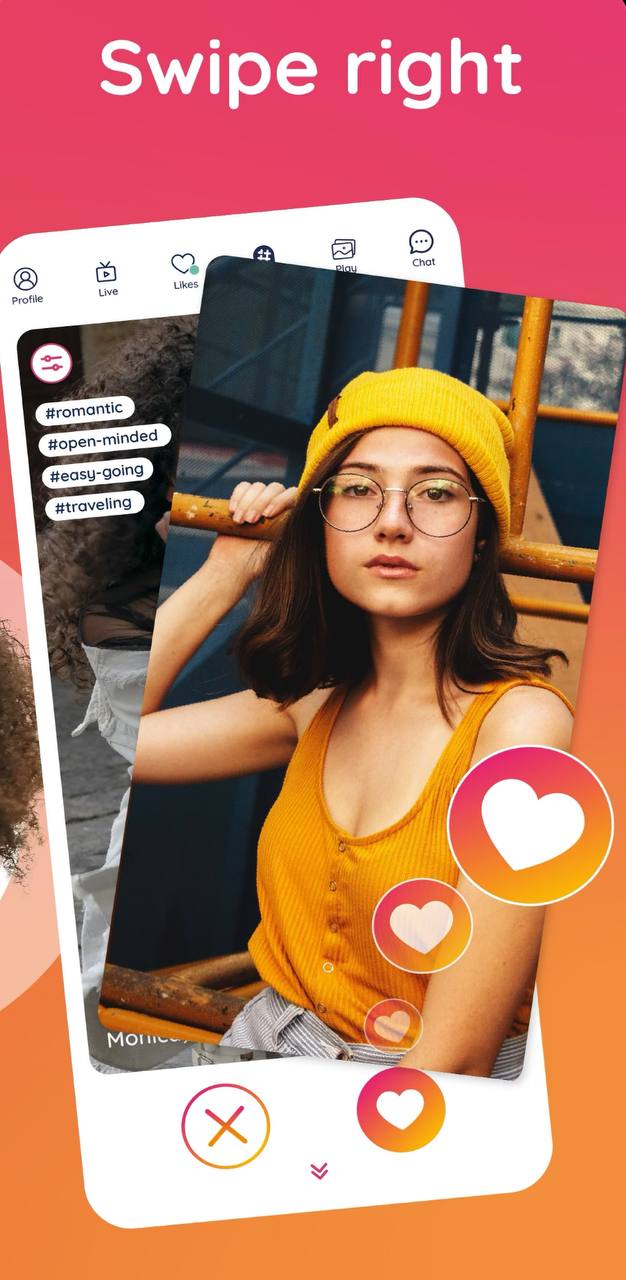 Swipe right
Profile
Live
Likes
Play
Chat
#romantic
#open-minded
#easy-going
#traveling